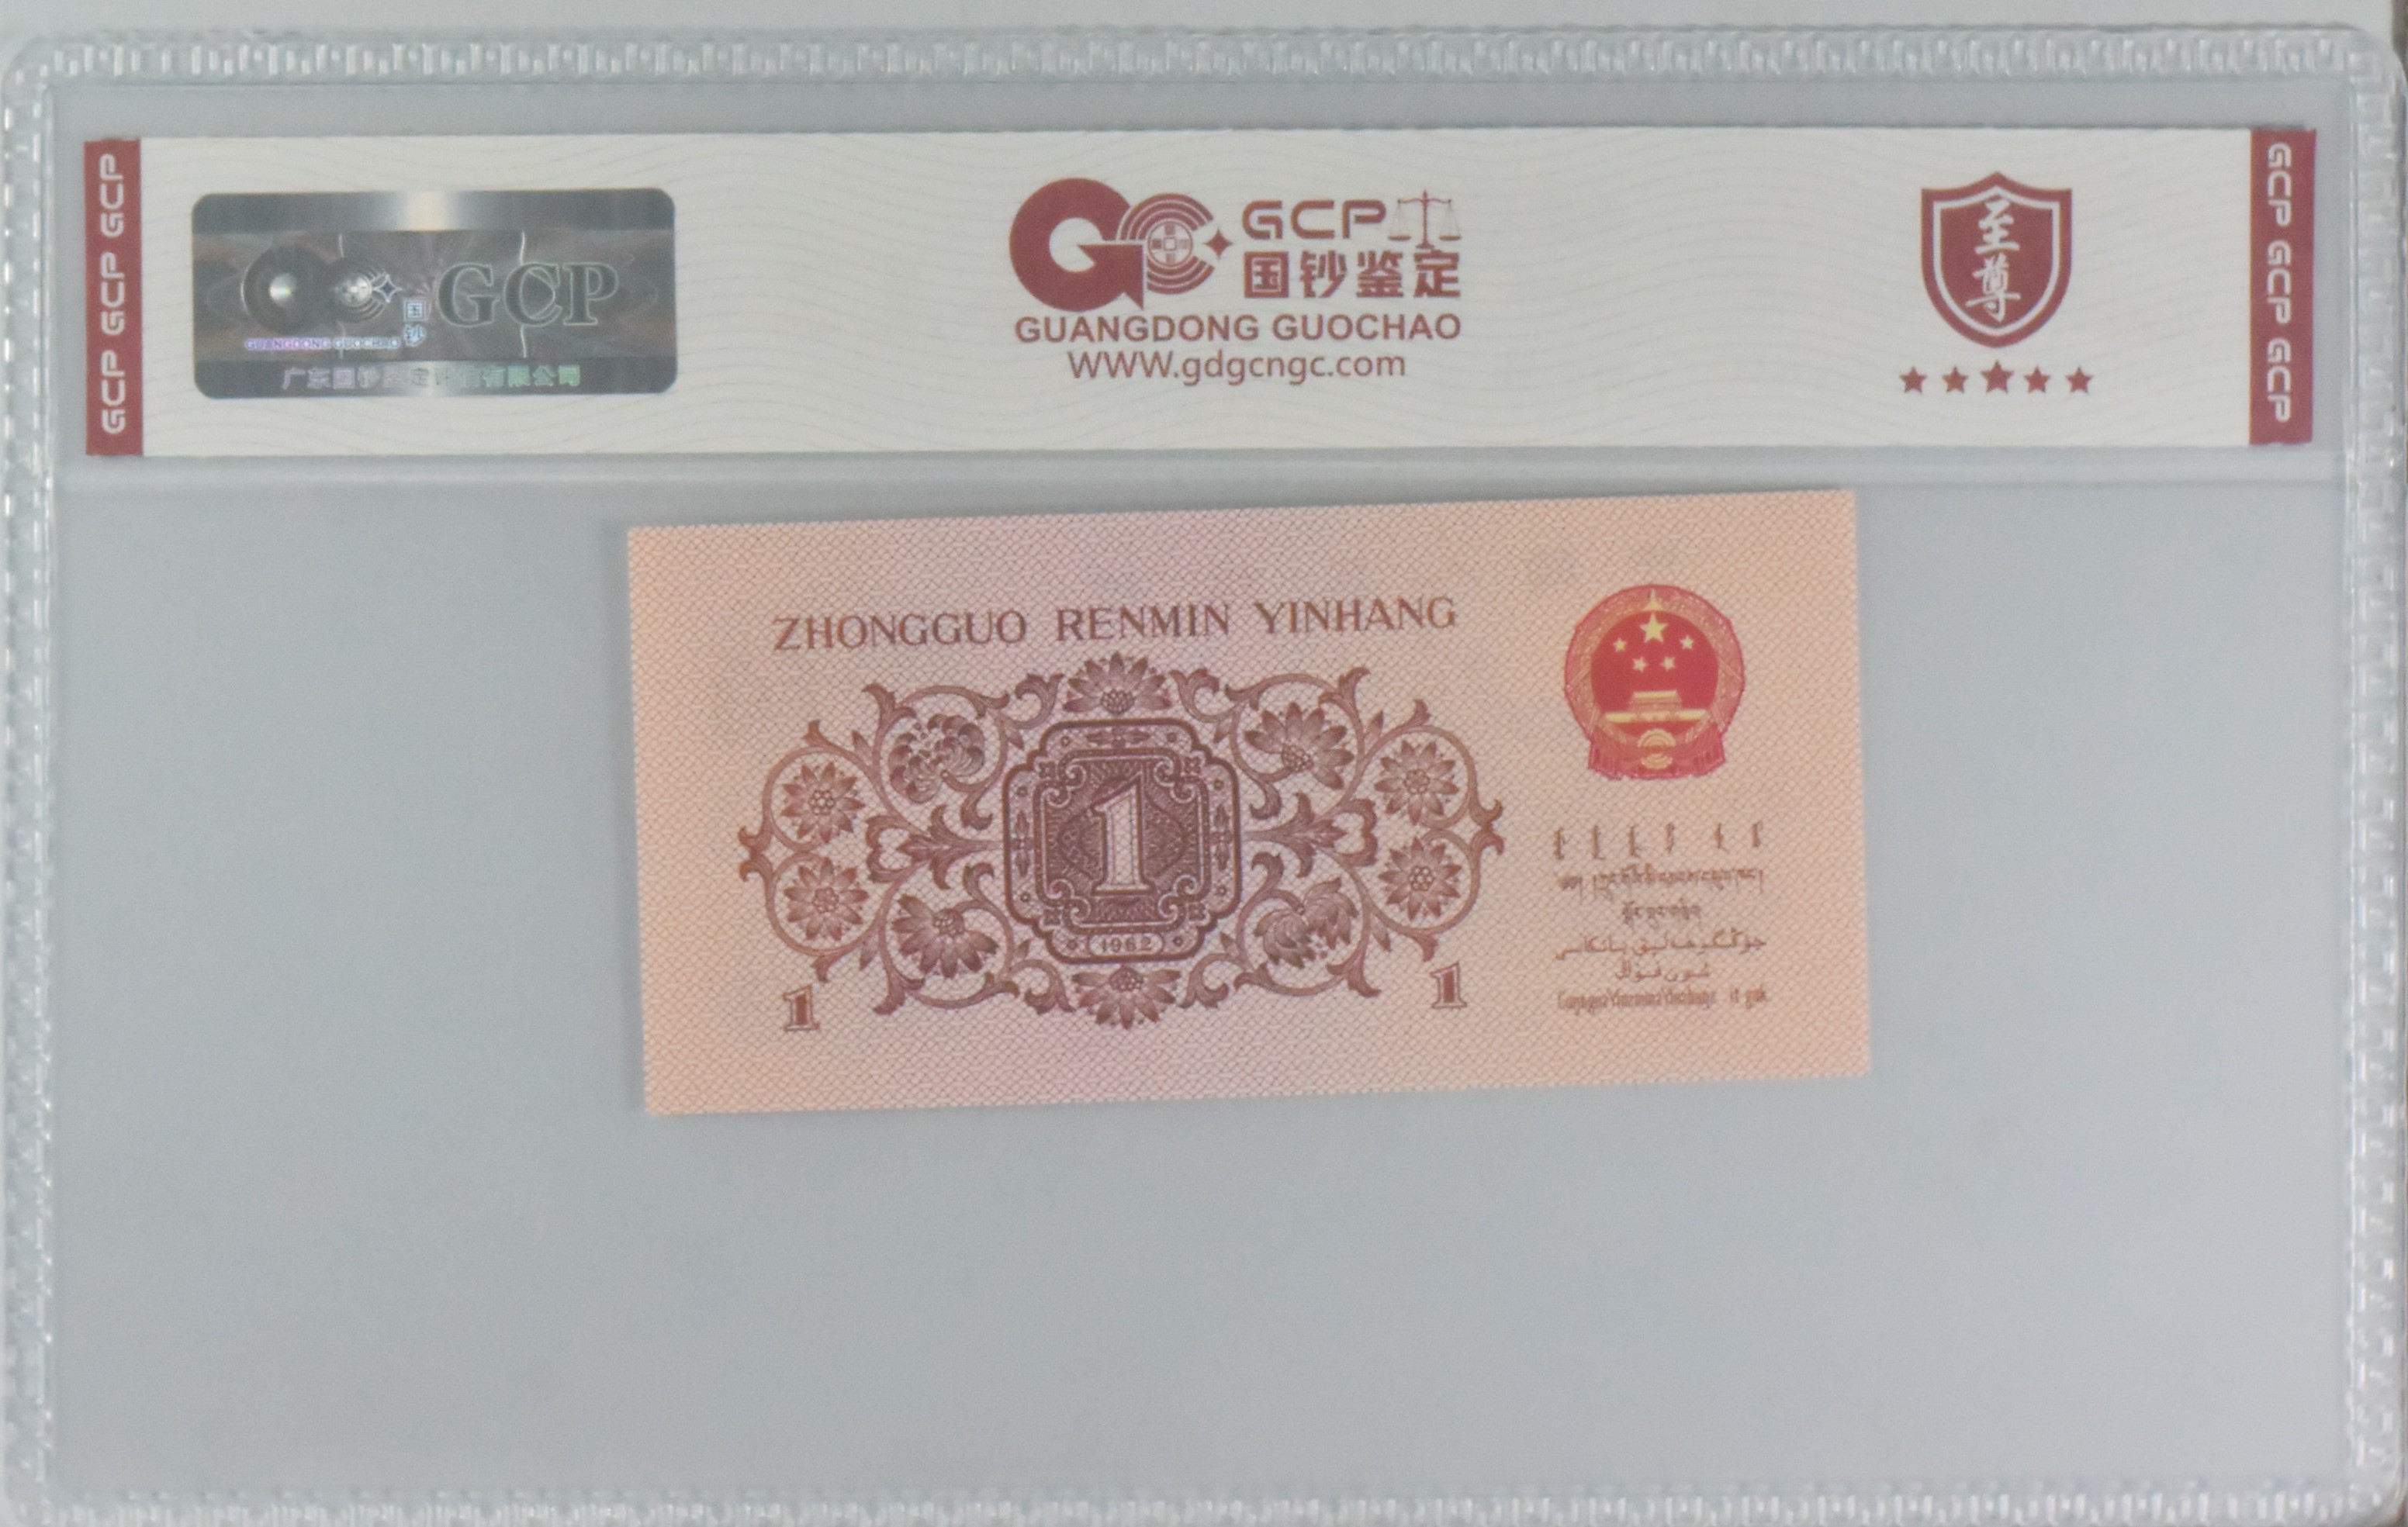 GCP GCP GCP
国钞
GCP
GUANGDONG GUOCHAO
广东国钞鉴定评估有限公司
GCP
国钞鉴定
GUANGDONG GUOCHAO
WWW.gdgcngc.com
至尊
GCP GCP GCP
ZHONGGUO RENMIN YINHANG
1
1962
1
1